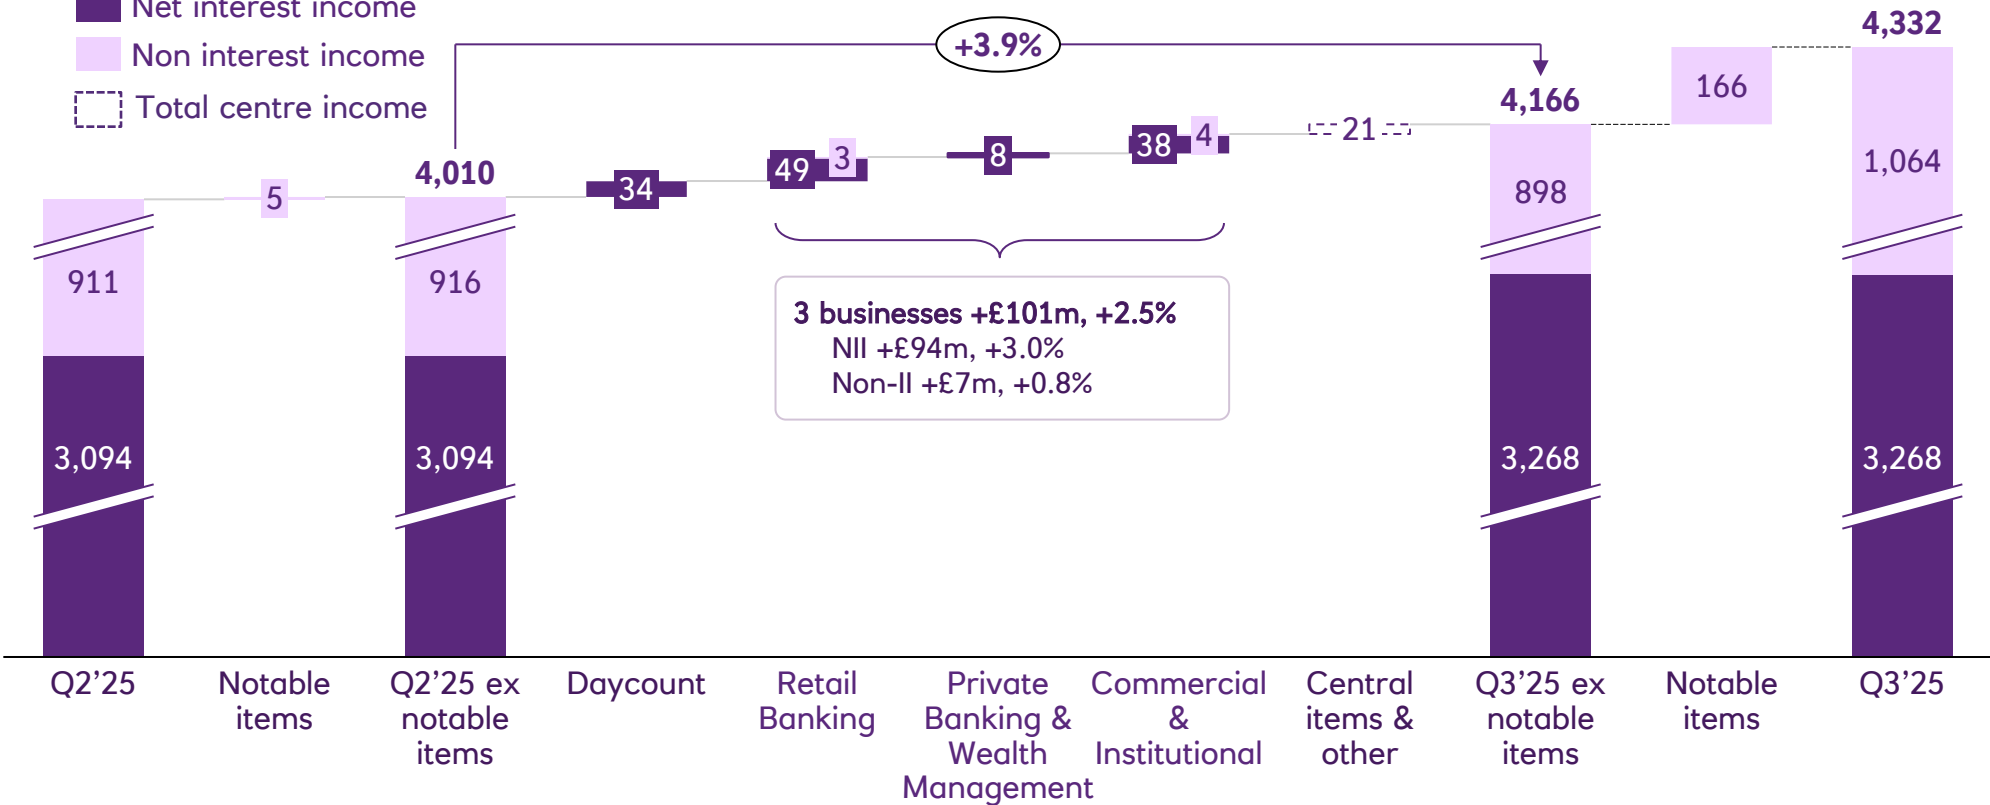 Net interest income
Non interest income
Total centre income
+3.9%
4,332
4,166
166
4,010
5
34
49
3
8
38
4
21
898
1,064
911
916
3 businesses +£101m, +2.5%
NII +£94m, +3.0%
Non-II +£7m, +0.8%
3,094
3,094
3,268
3,268
Q2’25
Notable
items
Q2’25 ex
notable
items
Daycount
Retail
Banking
Private
Banking &
Wealth
Management
Commercial
&
Institutional
Central
items &
other
Q3’25 ex
notable
items
Notable
items
Q3’25